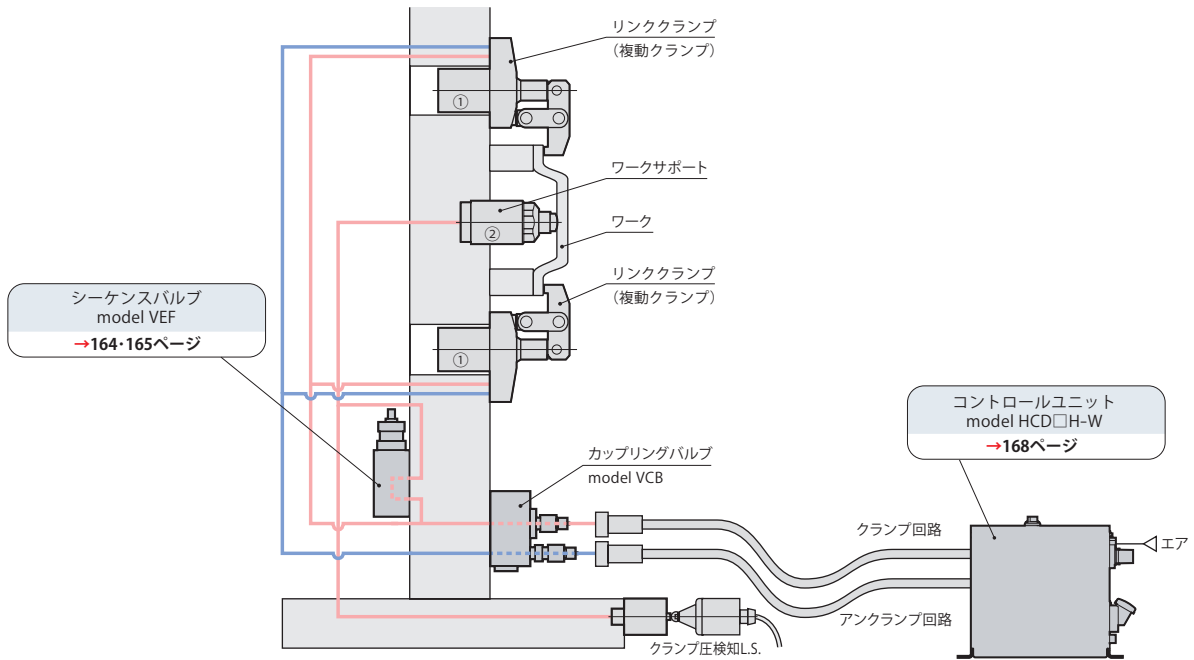 リンククランプ
(複動クランプ)
①
ワークサポート
②
ワーク
リンククランプ
(複動クランプ)
①
シーケンスバルブ
model VEF
→164・165ページ
コントロールユニット
model HCD□H-W
→168ページ
カップリングバルブ
model VCB
クランプ回路
エア
アンクランプ回路
クランプ圧検知L.S.